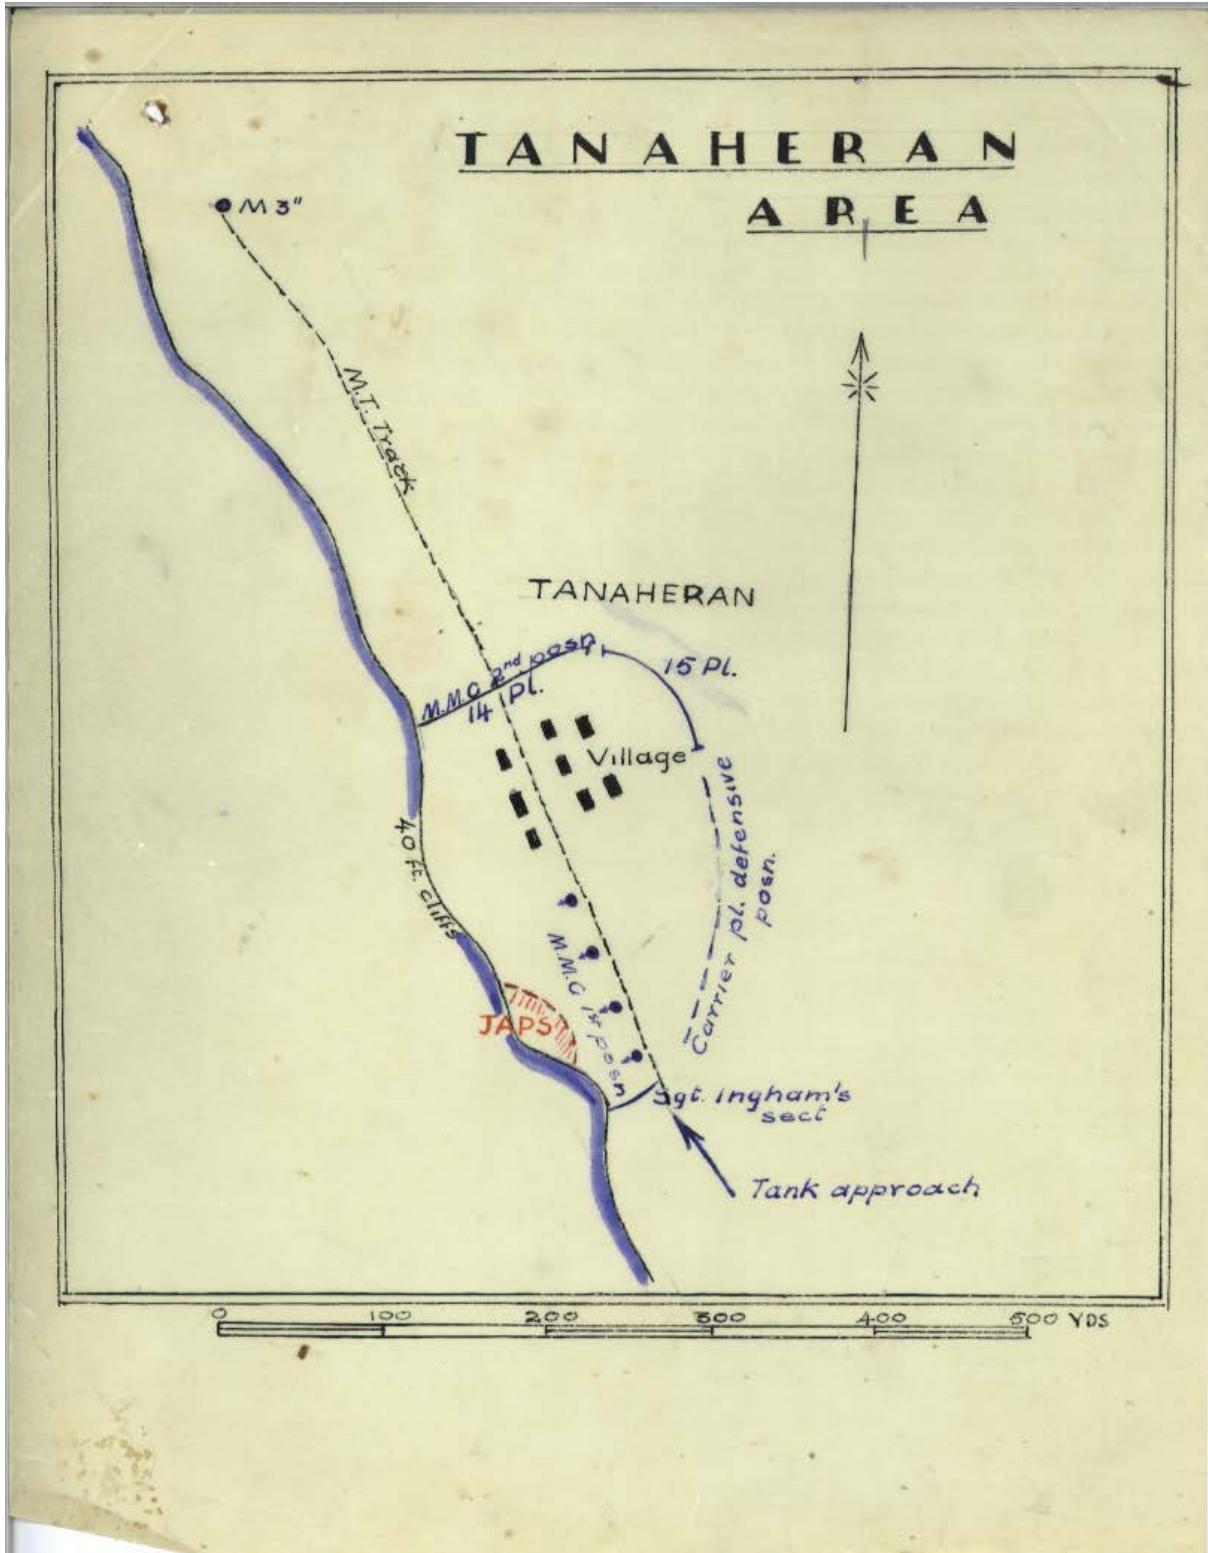 TANAHERAN
AREA
M 3"
M.T. Track
TANAHERAN
M.M.G 2nd. posn.
14 Pl.
15 Pl.
Village
40 ft. cliffs
Carrier pl. defensive
posn.
M.M.G 1st posn
JAPS
Sgt. Ingham's
sect
Tank approach
0 100 200 300 400 500 YDS